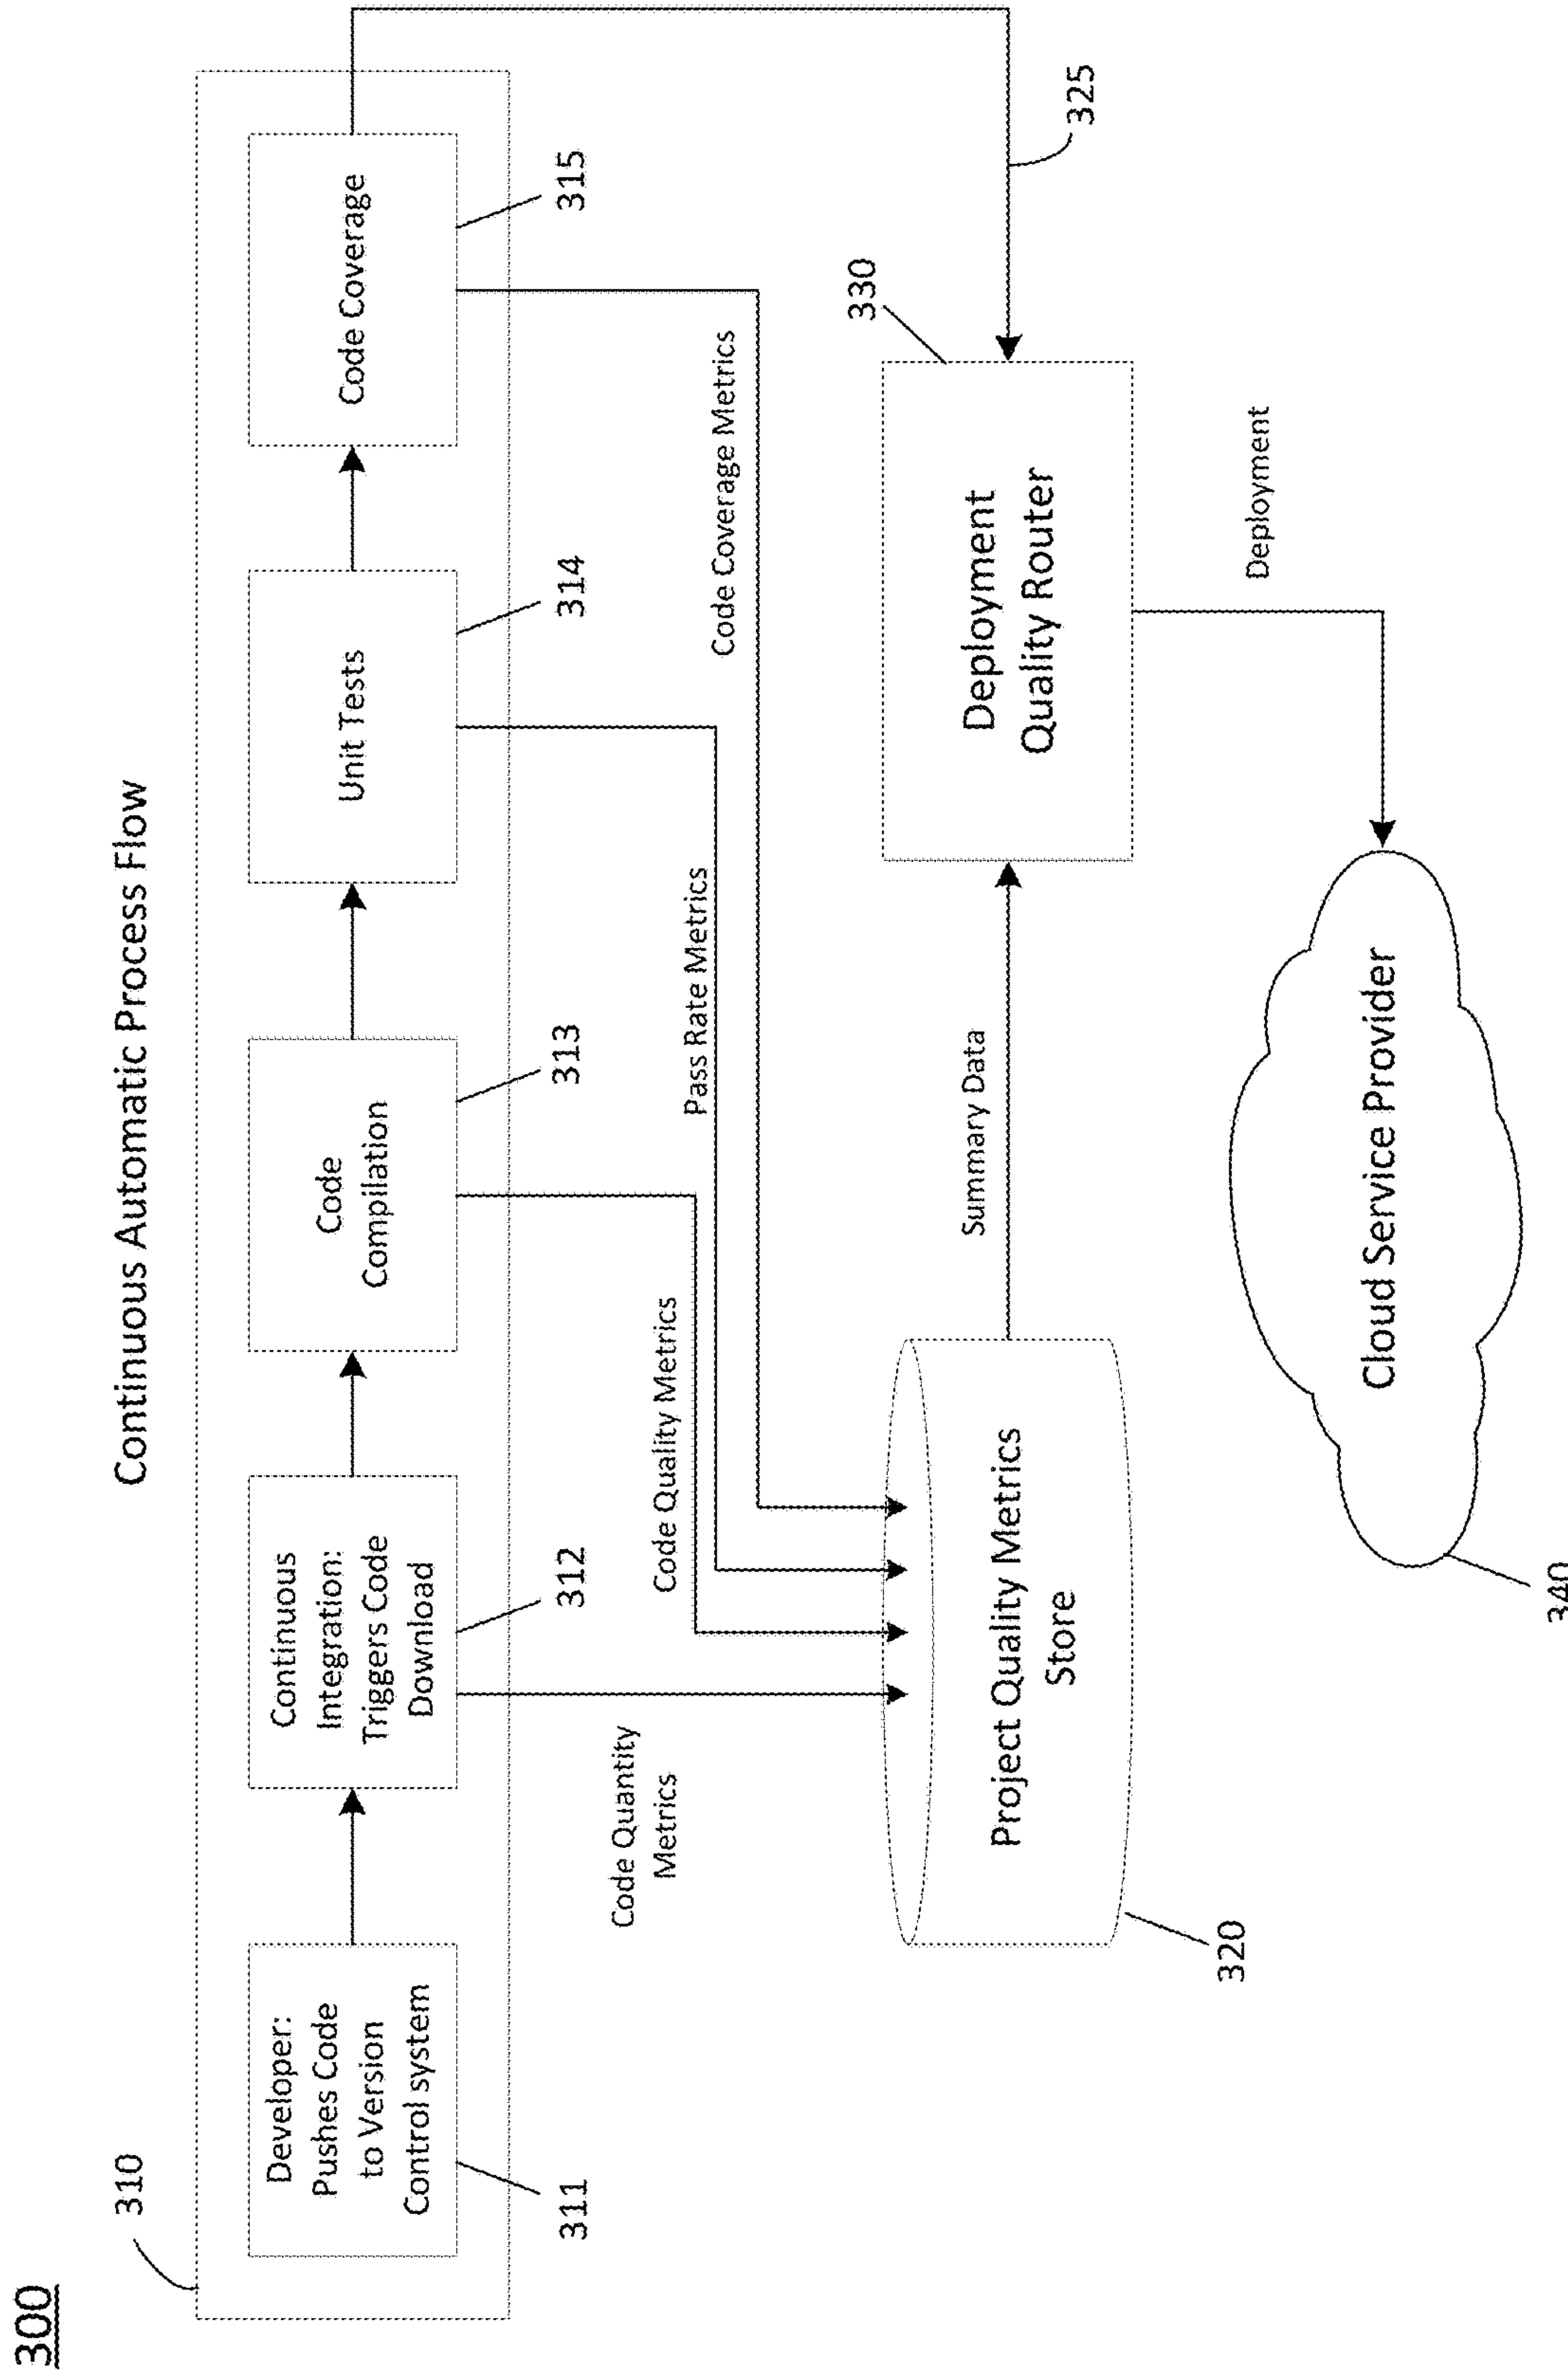 300
Continuous Automatic Process Flow
310
Developer:
Pushes Code
to Version
Control system
311
Continuous
Integration:
Triggers Code
Download
312
Code
Compilation
313
Unit Tests
314
Code Coverage
315
Code Quantity
Metrics
Code Quality Metrics
Pass Rate Metrics
Code Coverage Metrics
325
Project Quality Metrics
Store
320
Summary Data
Deployment
Quality Router
330
Deployment
Cloud Service Provider
340